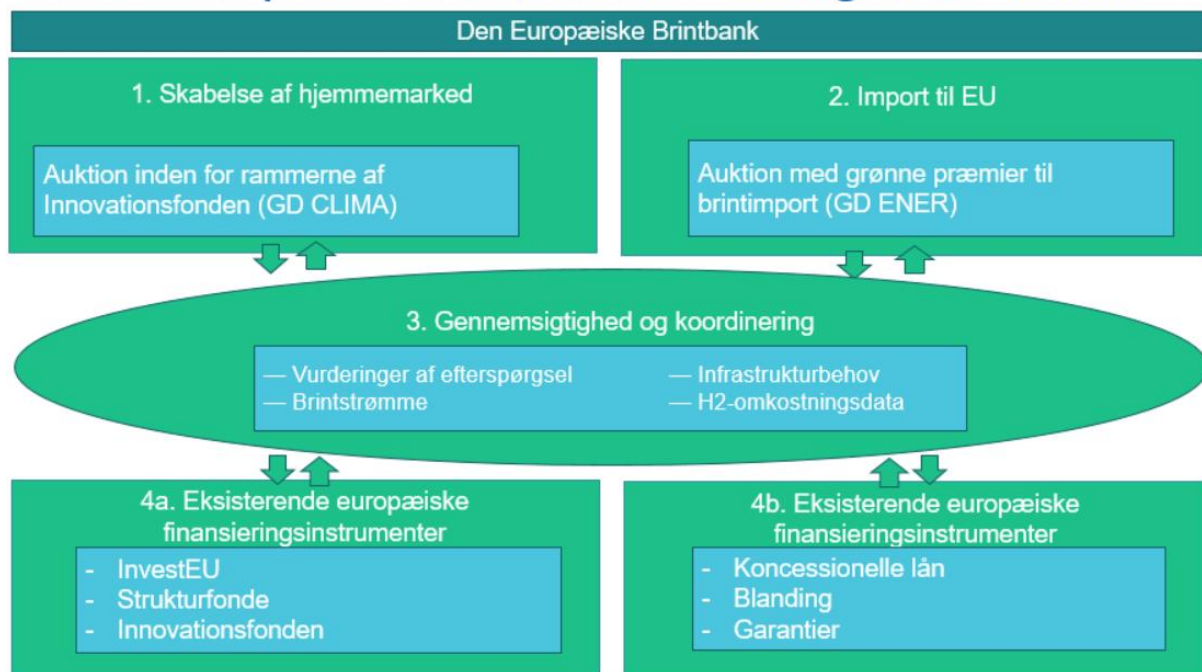 Den Europæiske Brintbank
1. Skabelse af hjemmemarked
Auktion inden for rammerne af
Innovationsfonden (GD CLIMA)
2. Import til EU
Auktion med grønne præmier til
brintimport (GD ENER)
3. Gennemsigtighed og koordinering
— Vurderinger af efterspørgsel
— Brintstrømme
— Infrastrukturbehov
— H2-omkostningsdata
4a. Eksisterende europæiske
finansieringsinstrumenter
- InvestEU
- Strukturfonde
- Innovationsfonden
4b. Eksisterende europæiske
finansieringsinstrumenter
- Koncessionelle lån
- Blanding
- Garantier